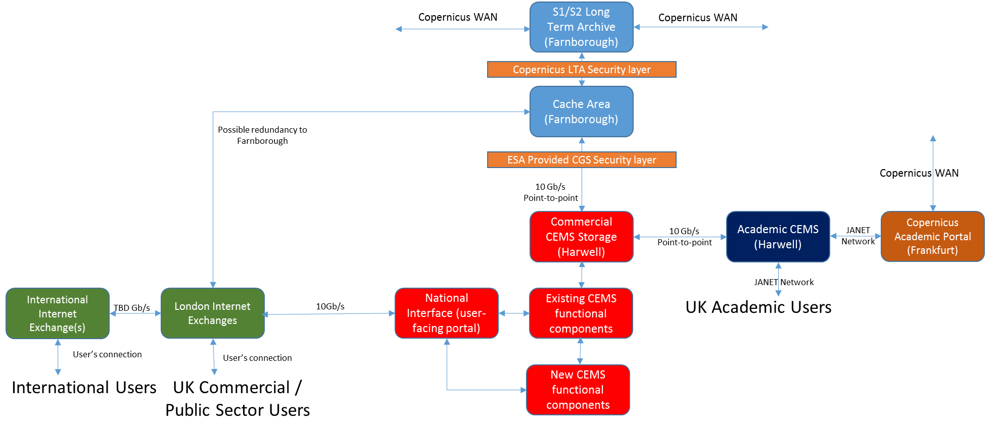 Copernicus WAN
S1/S2 Long
Term Archive
(Farnborough)
Copernicus WAN
Copernicus LTA Security layer
Cache Area
(Farnborough)
Possible redundancy to
Farnborough
ESA Provided CGS Security layer
Copernicus WAN
10 Gb/s
Point-to-point
Commercial
CEMS Storage
(Harwell)
10 Gb/s
Point-to-point
Academic CEMS
(Harwell)
JANET
Network
Copernicus
Academic Portal
(Frankfurt)
JANET Network
UK Academic Users
International
Internet
Exchange(s)
TBD Gb/s
London Internet
Exchanges
10Gb/s
National
Interface (user-
facing portal)
Existing CEMS
functional
components
User’s connection
User’s connection
New CEMS
functional
components
International Users
UK Commercial /
Public Sector Users